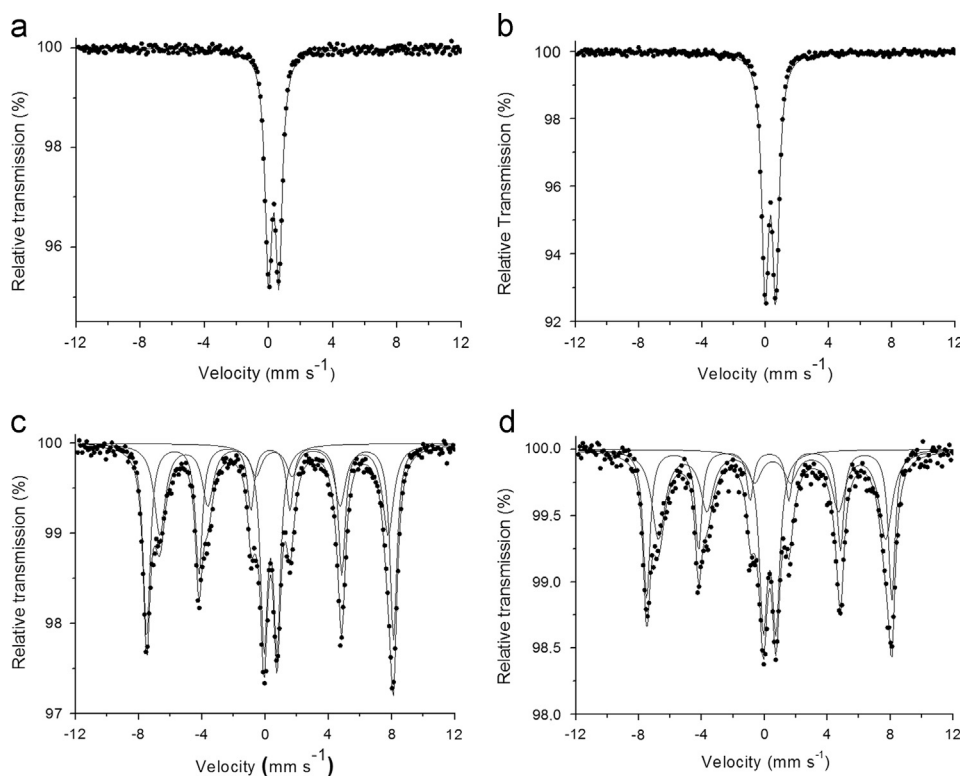 a
100
98
96
Relative transmission (%)
-12 -8 -4 0 4 8 12
Velocity (mm s-1)
b
100
98
96
94
92
Relative Transmission (%)
-12 -8 -4 0 4 8 12
Velocity (mm s-1)
c
100
99
98
97
Relative transmission (%)
-12 -8 -4 0 4 8 12
Velocity (mm s-1)
d
100.0
99.5
99.0
98.5
98.0
Relative transmission (%)
-12 -8 -4 0 4 8 12
Velocity (mm s-1)